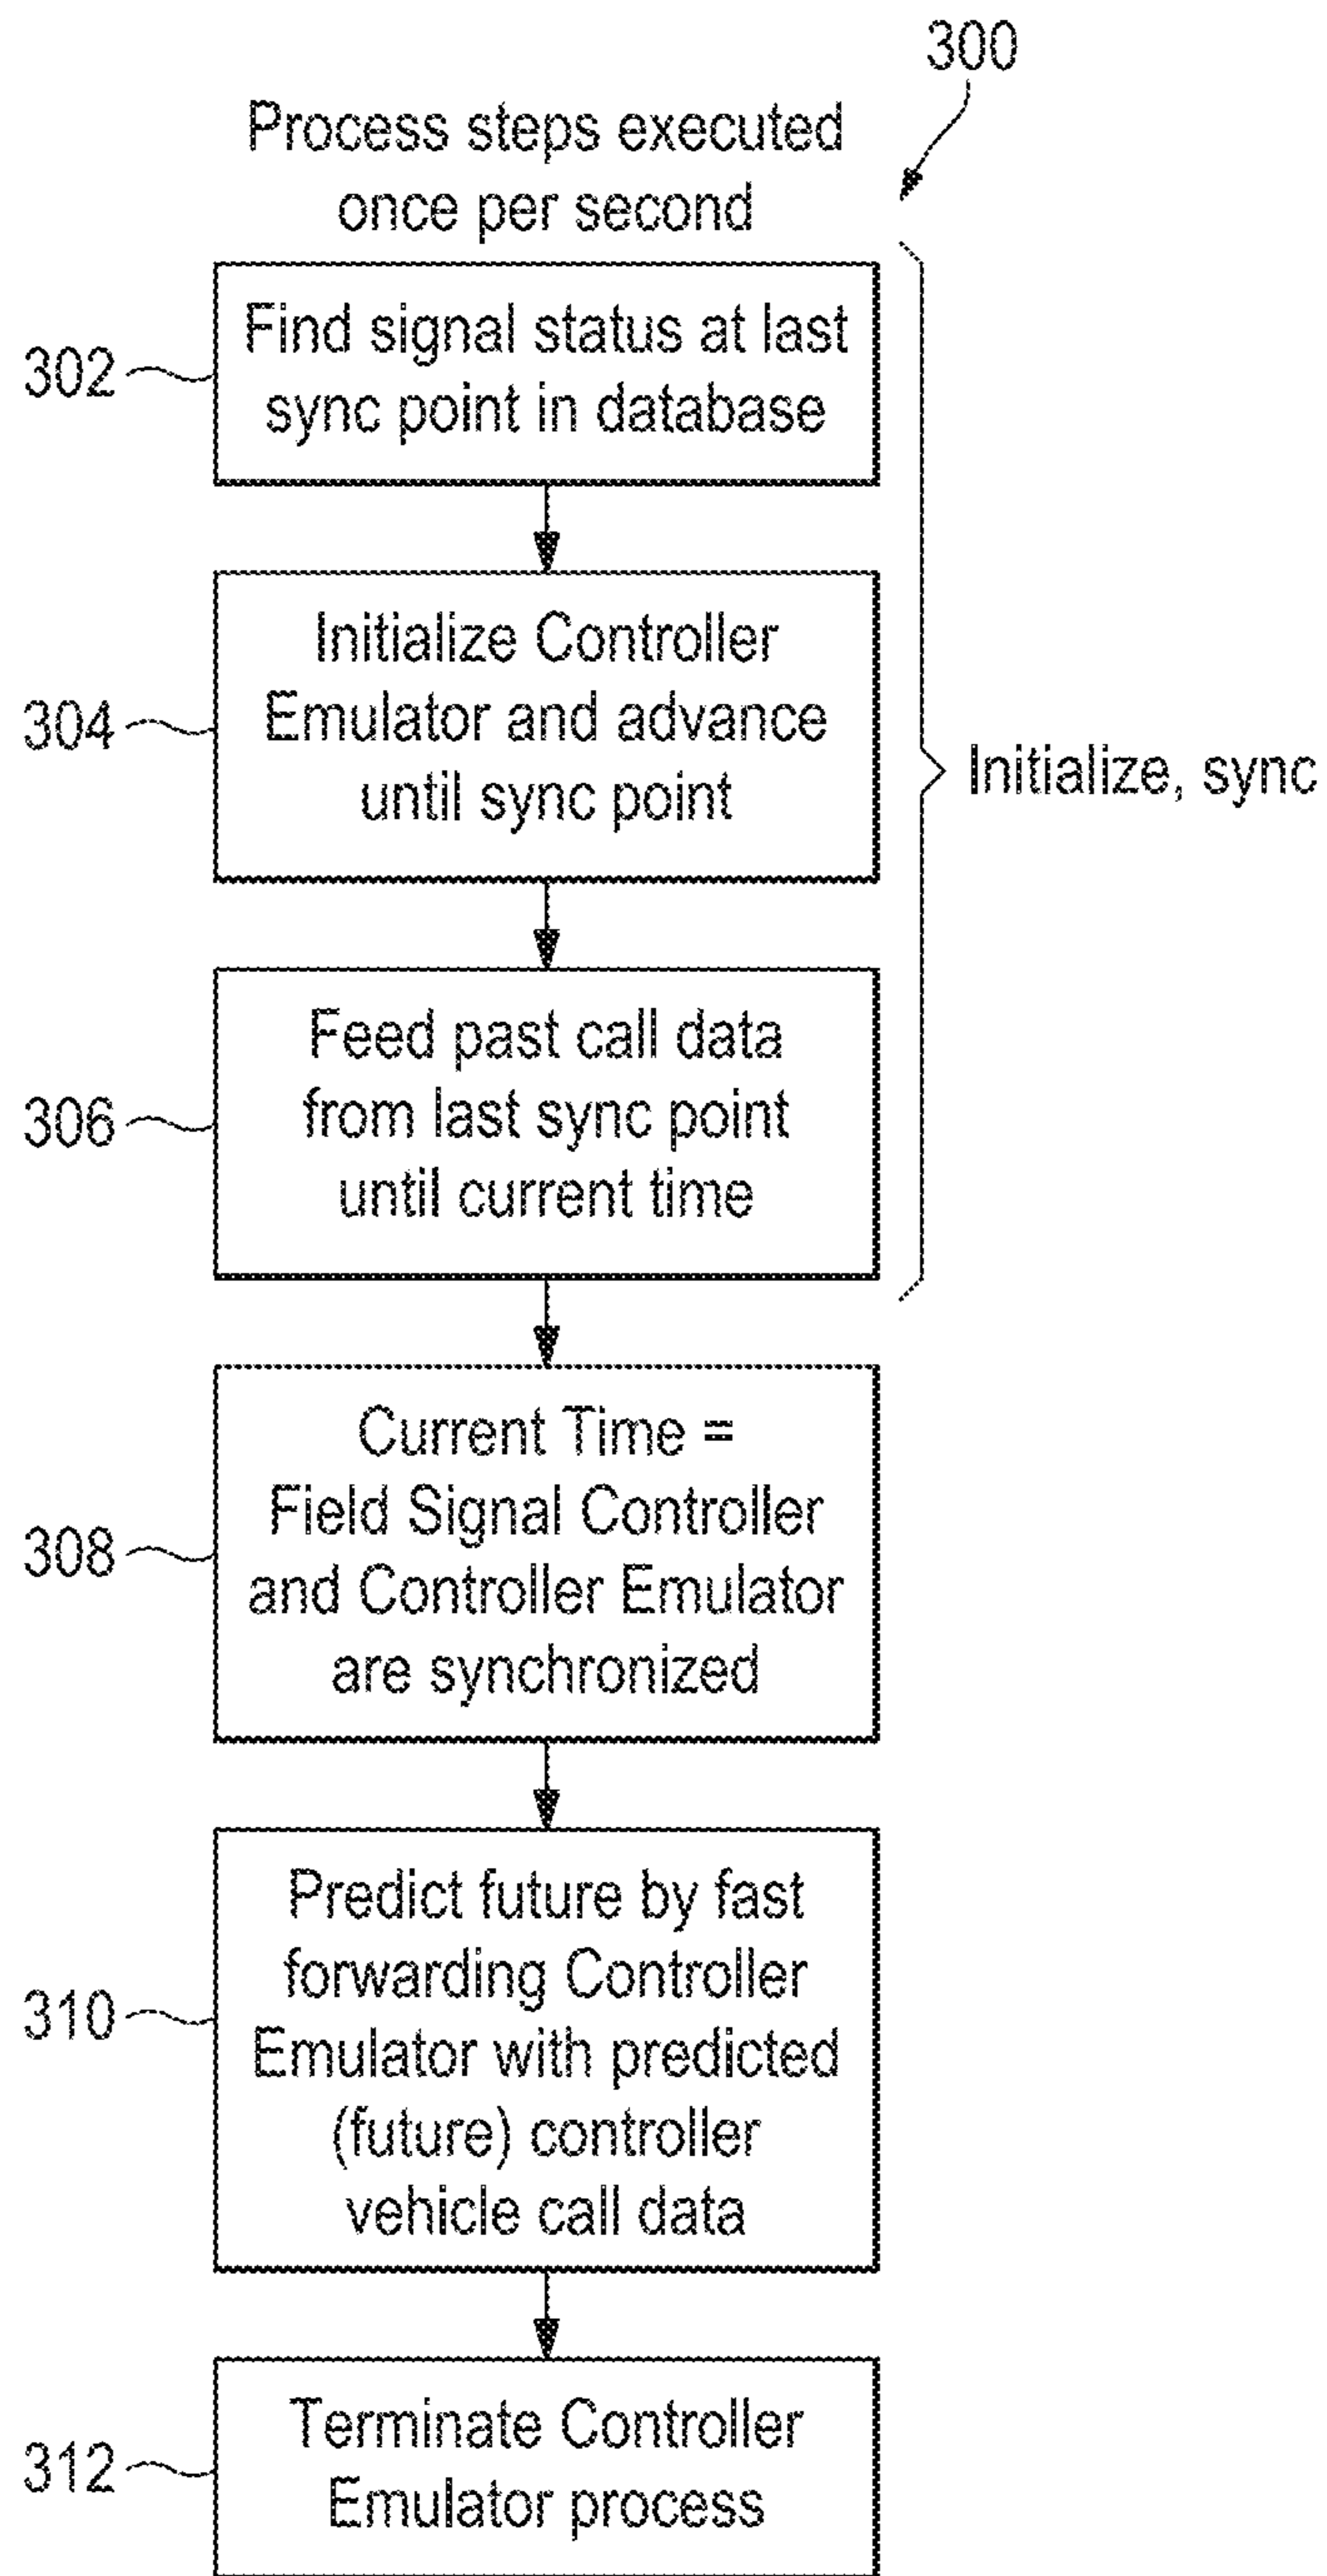 300
Process steps executed
once per second
302
Find signal status at last
sync point in database
304
Initialize Controller
Emulator and advance
until sync point
Initialize, sync
306
Feed past call data
from last sync point
until current time
308
Current Time =
Field Signal Controller
and Controller Emulator
are synchronized
310
Predict future by fast
forwarding Controller
Emulator with predicted
(future) controller
vehicle call data
312
Terminate Controller
Emulator process